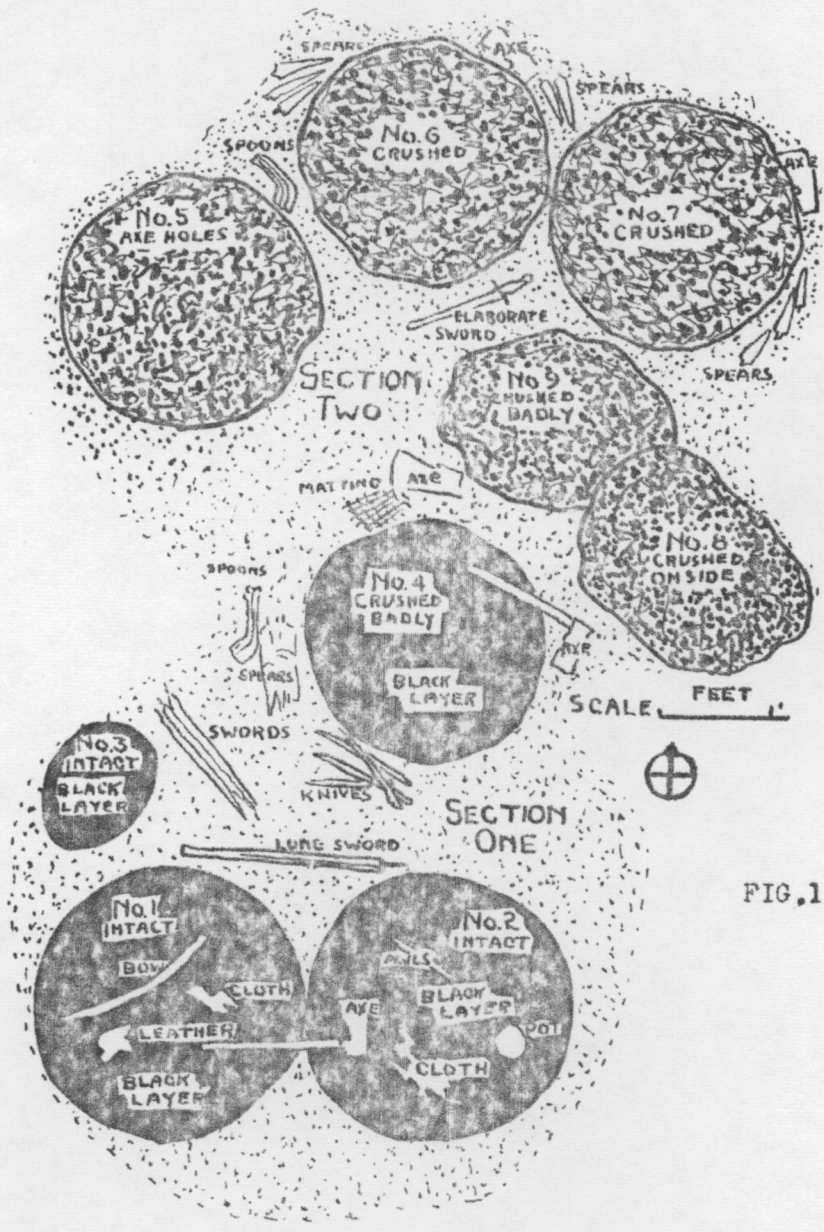 SPEARS
AXE
SPEARS
No.6
CRUSHED
SPOONS
AXE
No.5
AXE HOLES
No.7
CRUSHED
ELABORATE
SWORD
SPEARS
SECTION
TWO
No.9
BADLY
MATTING
AXE
No.8
CRUSHED
ON SIDE
SPOONS
No.4
CRUSHED
BADLY
AXE
SPEARS
BLACK
LAYER
SCALE
FEET
SWORDS
No.3
INTACT
BLACK
LAYER
KNIVES
SECTION
ONE
LONG SWORD
FIG.1
No.1
INTACT
No.2
INTACT
BOW
AWLS
CLOTH
BLACK
LAYER
AXE
LEATHER
POT
CLOTH
BLACK
LAYER